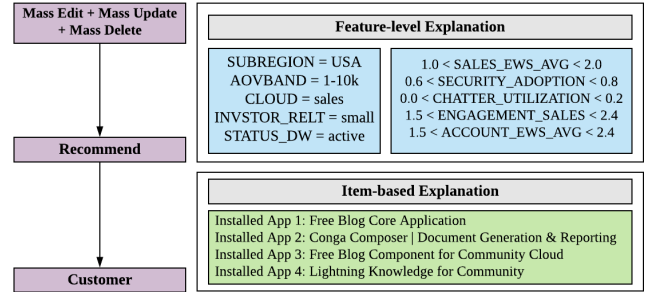 Mass Edit + Mass Update
+ Mass Delete
Recommend
Customer
Feature-level Explanation
SUBREGION = USA
AOVBAND = 1-10k
CLOUD = sales
INVSTOR_RELT = small
STATUS_DW = active
1.0 < SALES_EWS_AVG < 2.0
0.6 < SECURITY_ADOPTION < 0.8
0.0 < CHATTER_UTILIZATION < 0.2
1.5 < ENGAGEMENT_SALES < 2.4
1.5 < ACCOUNT_EWS_AVG < 2.4
Item-based Explanation
Installed App 1: Free Blog Core Application
Installed App 2: Conga Composer | Document Generation & Reporting
Installed App 3: Free Blog Component for Community Cloud
Installed App 4: Lightning Knowledge for Community